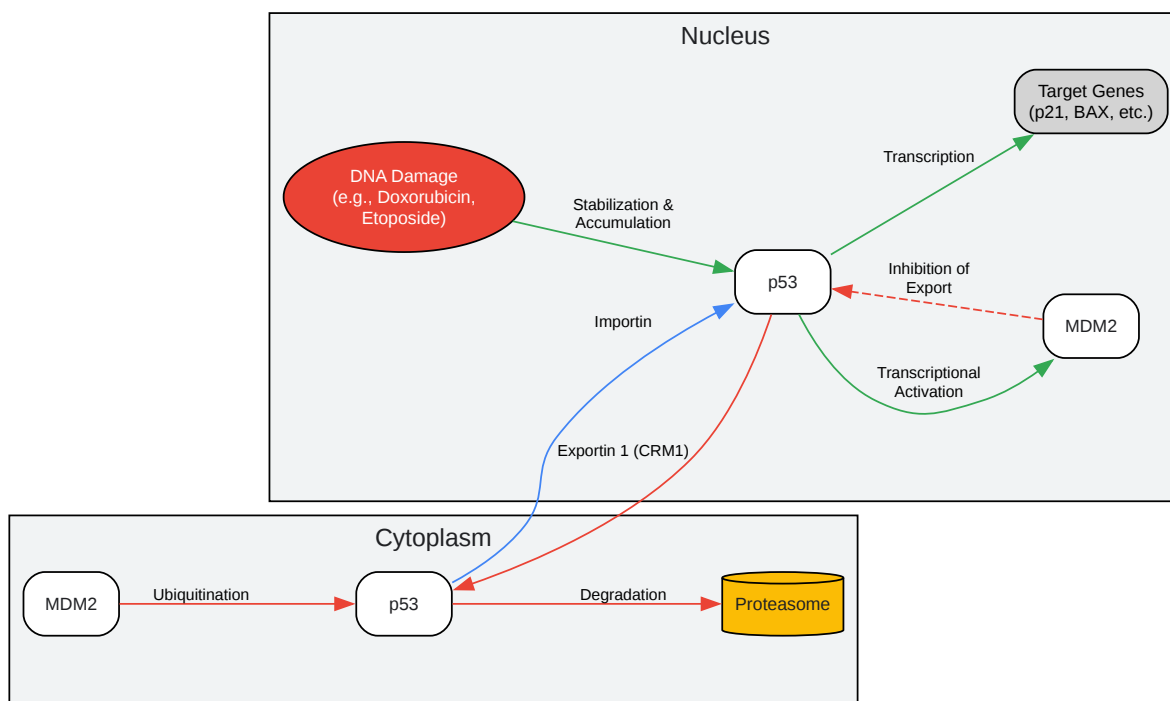 Nucleus
Target Genes
(p21, BAX, etc.)
Transcription
DNA Damage
(e.g., Doxorubicin,
Etoposide)
Stabilization &
Accumulation
p53
Inhibition of
Export
MDM2
Importin
Transcriptional
Activation
Exportin 1 (CRM1)
Cytoplasm
MDM2
Ubiquitination
p53
Degradation
Proteasome